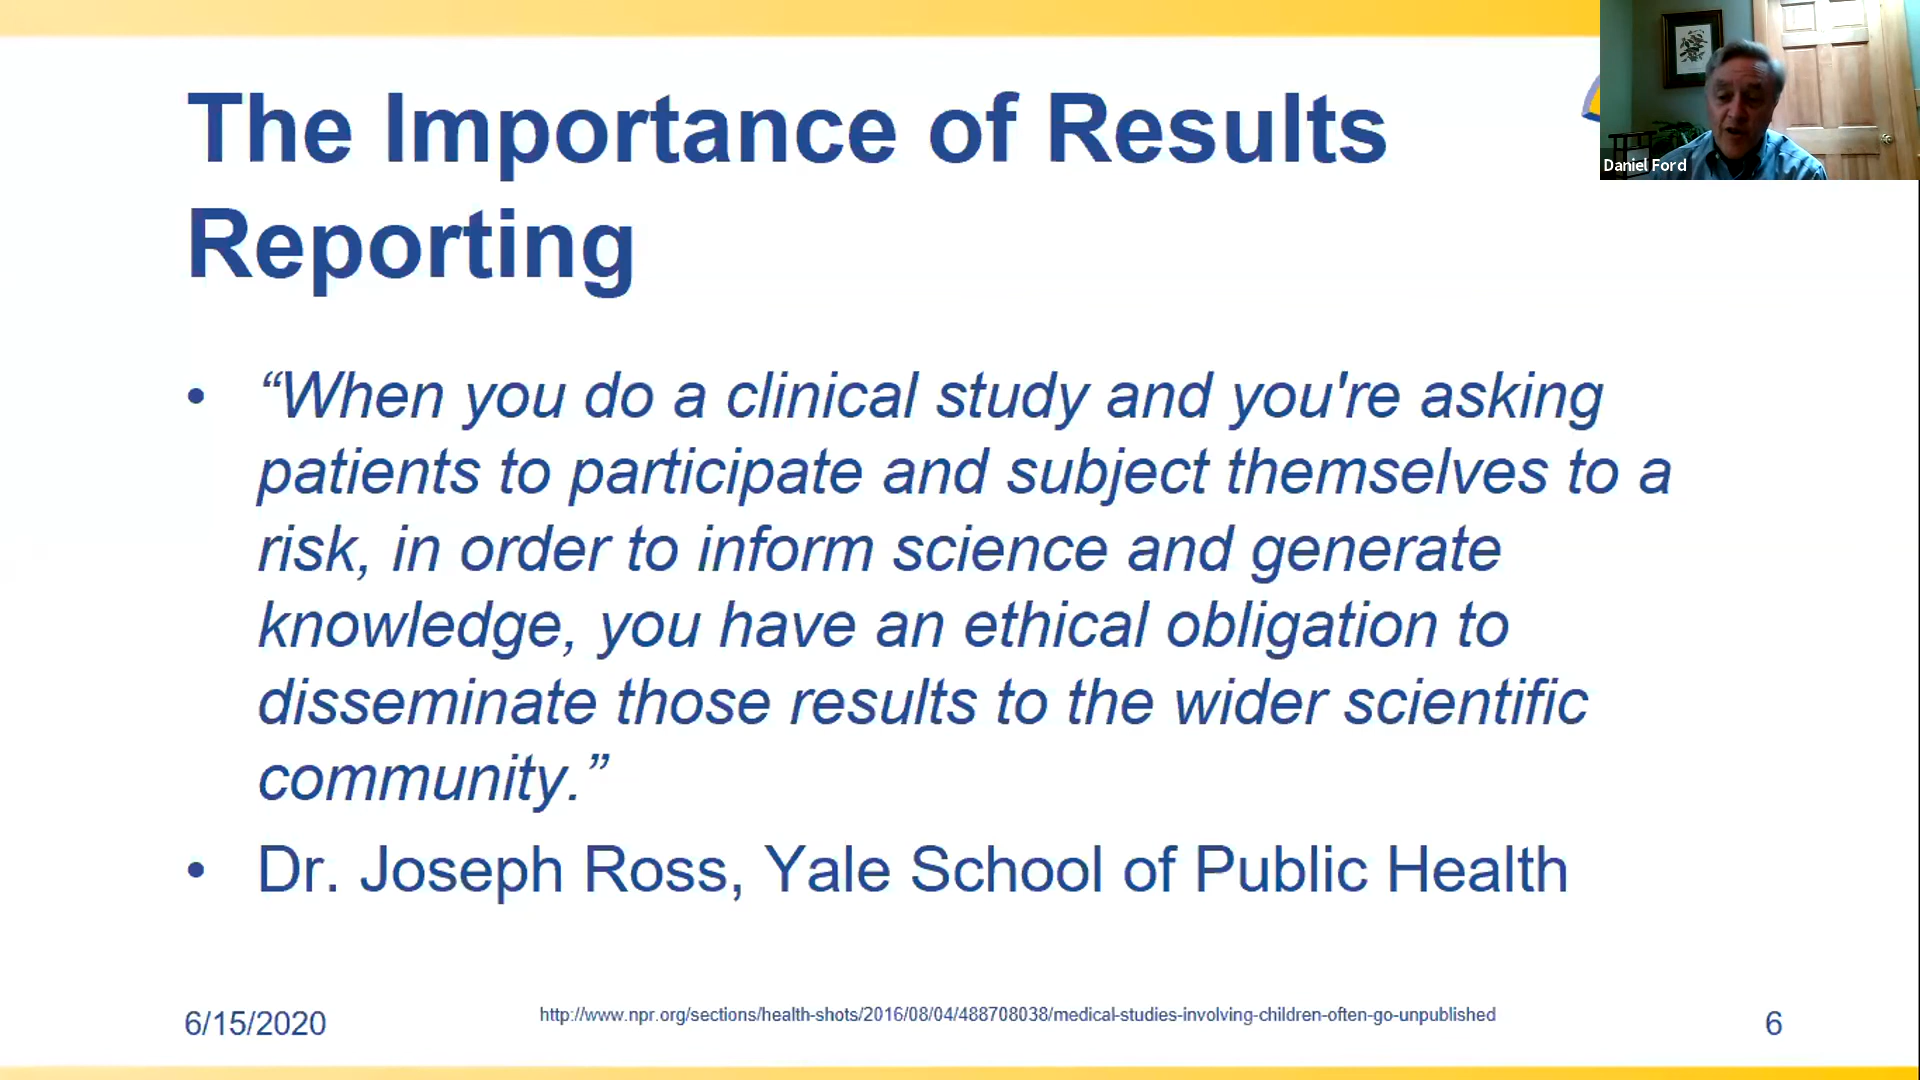 The Importance of Results
Reporting
Daniel Ford
• “When you do a clinical study and you're asking
patients to participate and subject themselves to a
risk, in order to inform science and generate
knowledge, you have an ethical obligation to
disseminate those results to the wider scientific
community.”
• Dr. Joseph Ross, Yale School of Public Health
6/15/2020
http://www.npr.org/sections/health-shots/2016/08/04/488708038/medical-studies-involving-children-often-go-unpublished
6